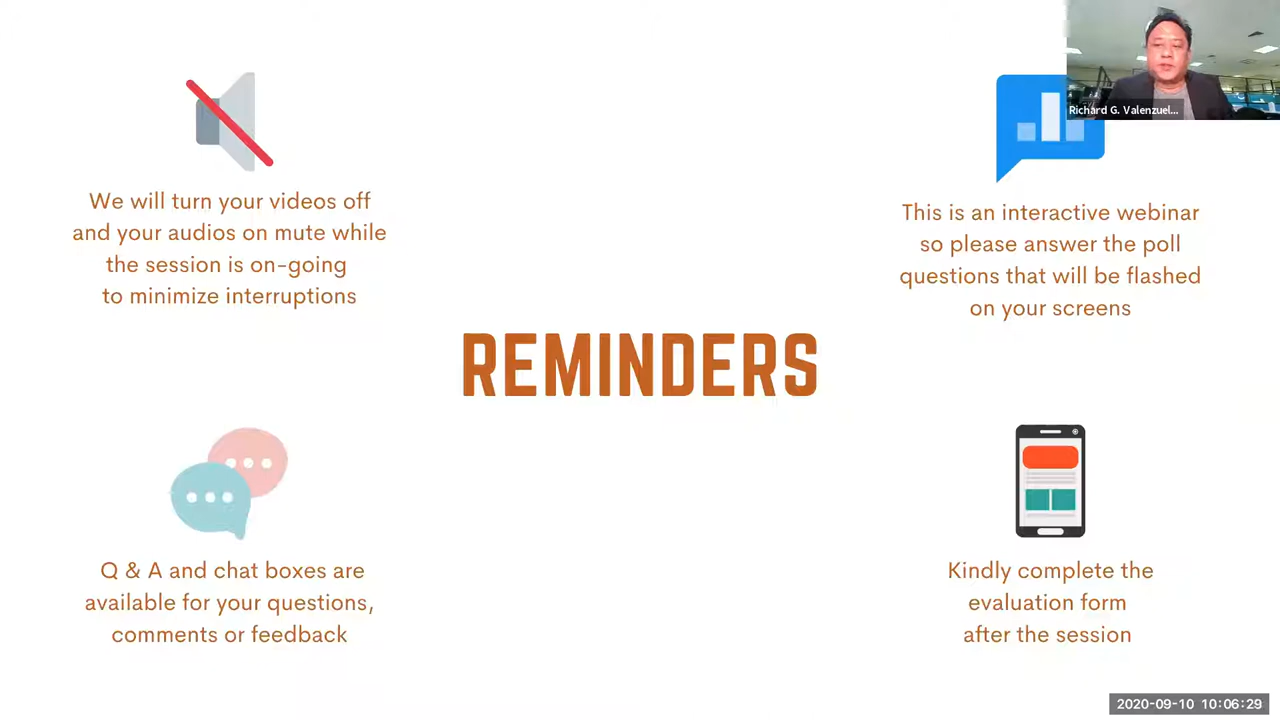 Richard G. Valenzuel...
We will turn your videos off
and your audios on mute while
the session is on-going
to minimize interruptions
This is an interactive webinar
so please answer the poll
questions that will be flashed
on your screens
REMINDERS
Q & A and chat boxes are
available for your questions,
comments or feedback
Kindly complete the
evaluation form
after the session
2020-09-10 10:06:29